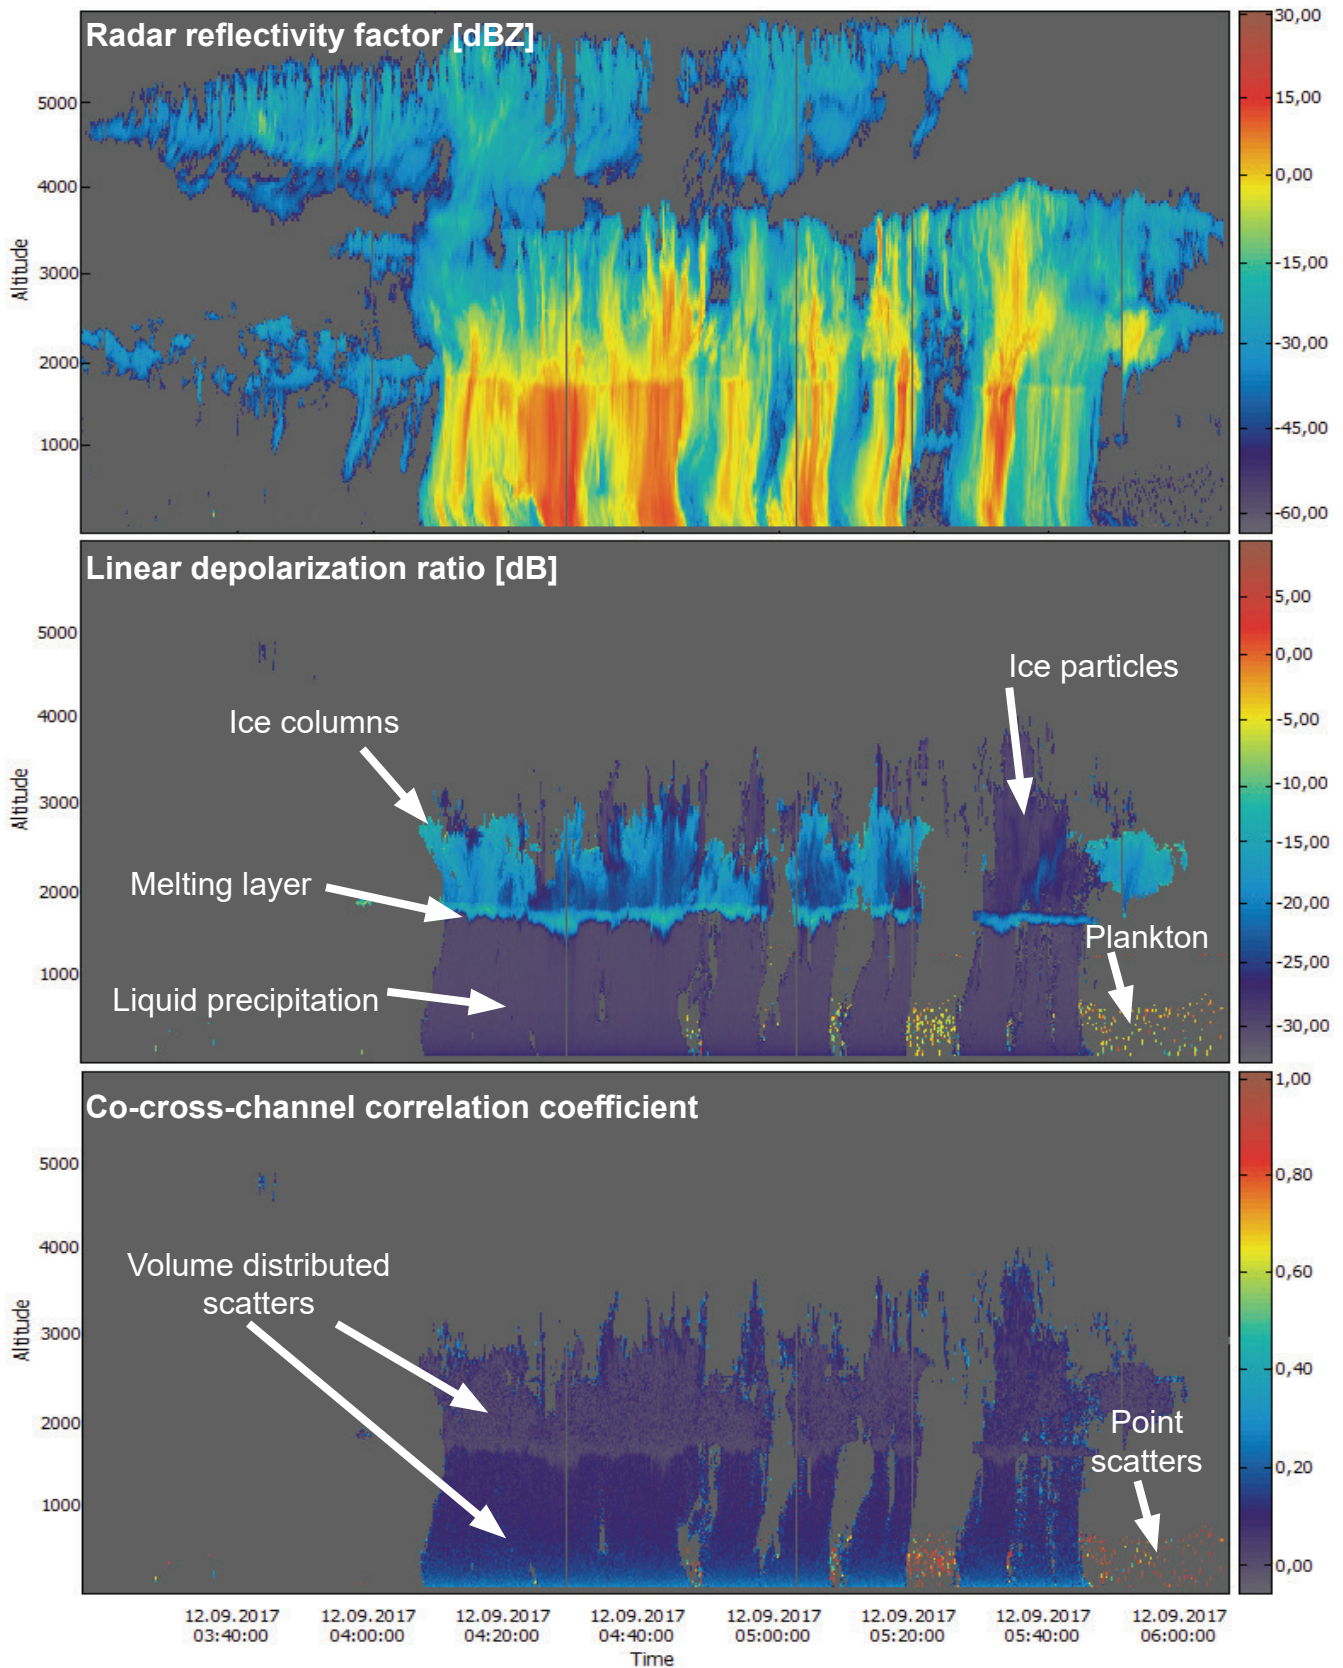 Radar reflectivity factor [dBZ]
5000
4000
3000
2000
1000
Altitude
30,00
15,00
0,00
-15,00
-30,00
-45,00
-60,00
Linear depolarization ratio [dB]
5000
4000
3000
2000
1000
Altitude
Ice particles
Ice columns
Melting layer
Plankton
Liquid precipitation
5,00
0,00
-5,00
-10,00
-15,00
-20,00
-25,00
-30,00
Co-cross-channel correlation coefficient
5000
4000
3000
2000
1000
Altitude
Volume distributed
scatters
Point
scatters
1,00
0,80
0,60
0,40
0,20
0,00
12.09.2017 12.09.2017 12.09.2017 12.09.2017 12.09.2017 12.09.2017 12.09.2017 12.09.2017
03:40:00 04:00:00 04:20:00 04:40:00 05:00:00 05:20:00 05:40:00 06:00:00
Time